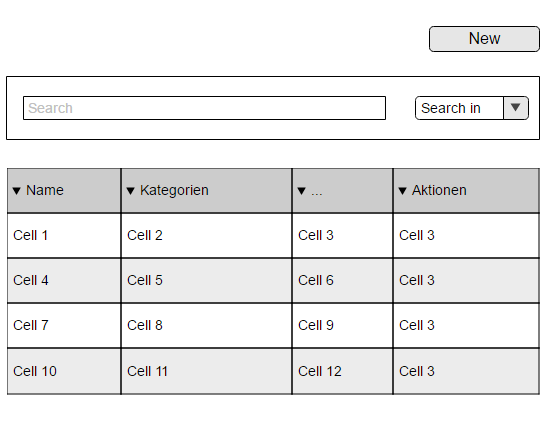 New
Search
Search in
Name Kategorien ... Aktionen
Cell 1 Cell 2 Cell 3 Cell 3
Cell 4 Cell 5 Cell 6 Cell 3
Cell 7 Cell 8 Cell 9 Cell 3
Cell 10 Cell 11 Cell 12 Cell 3